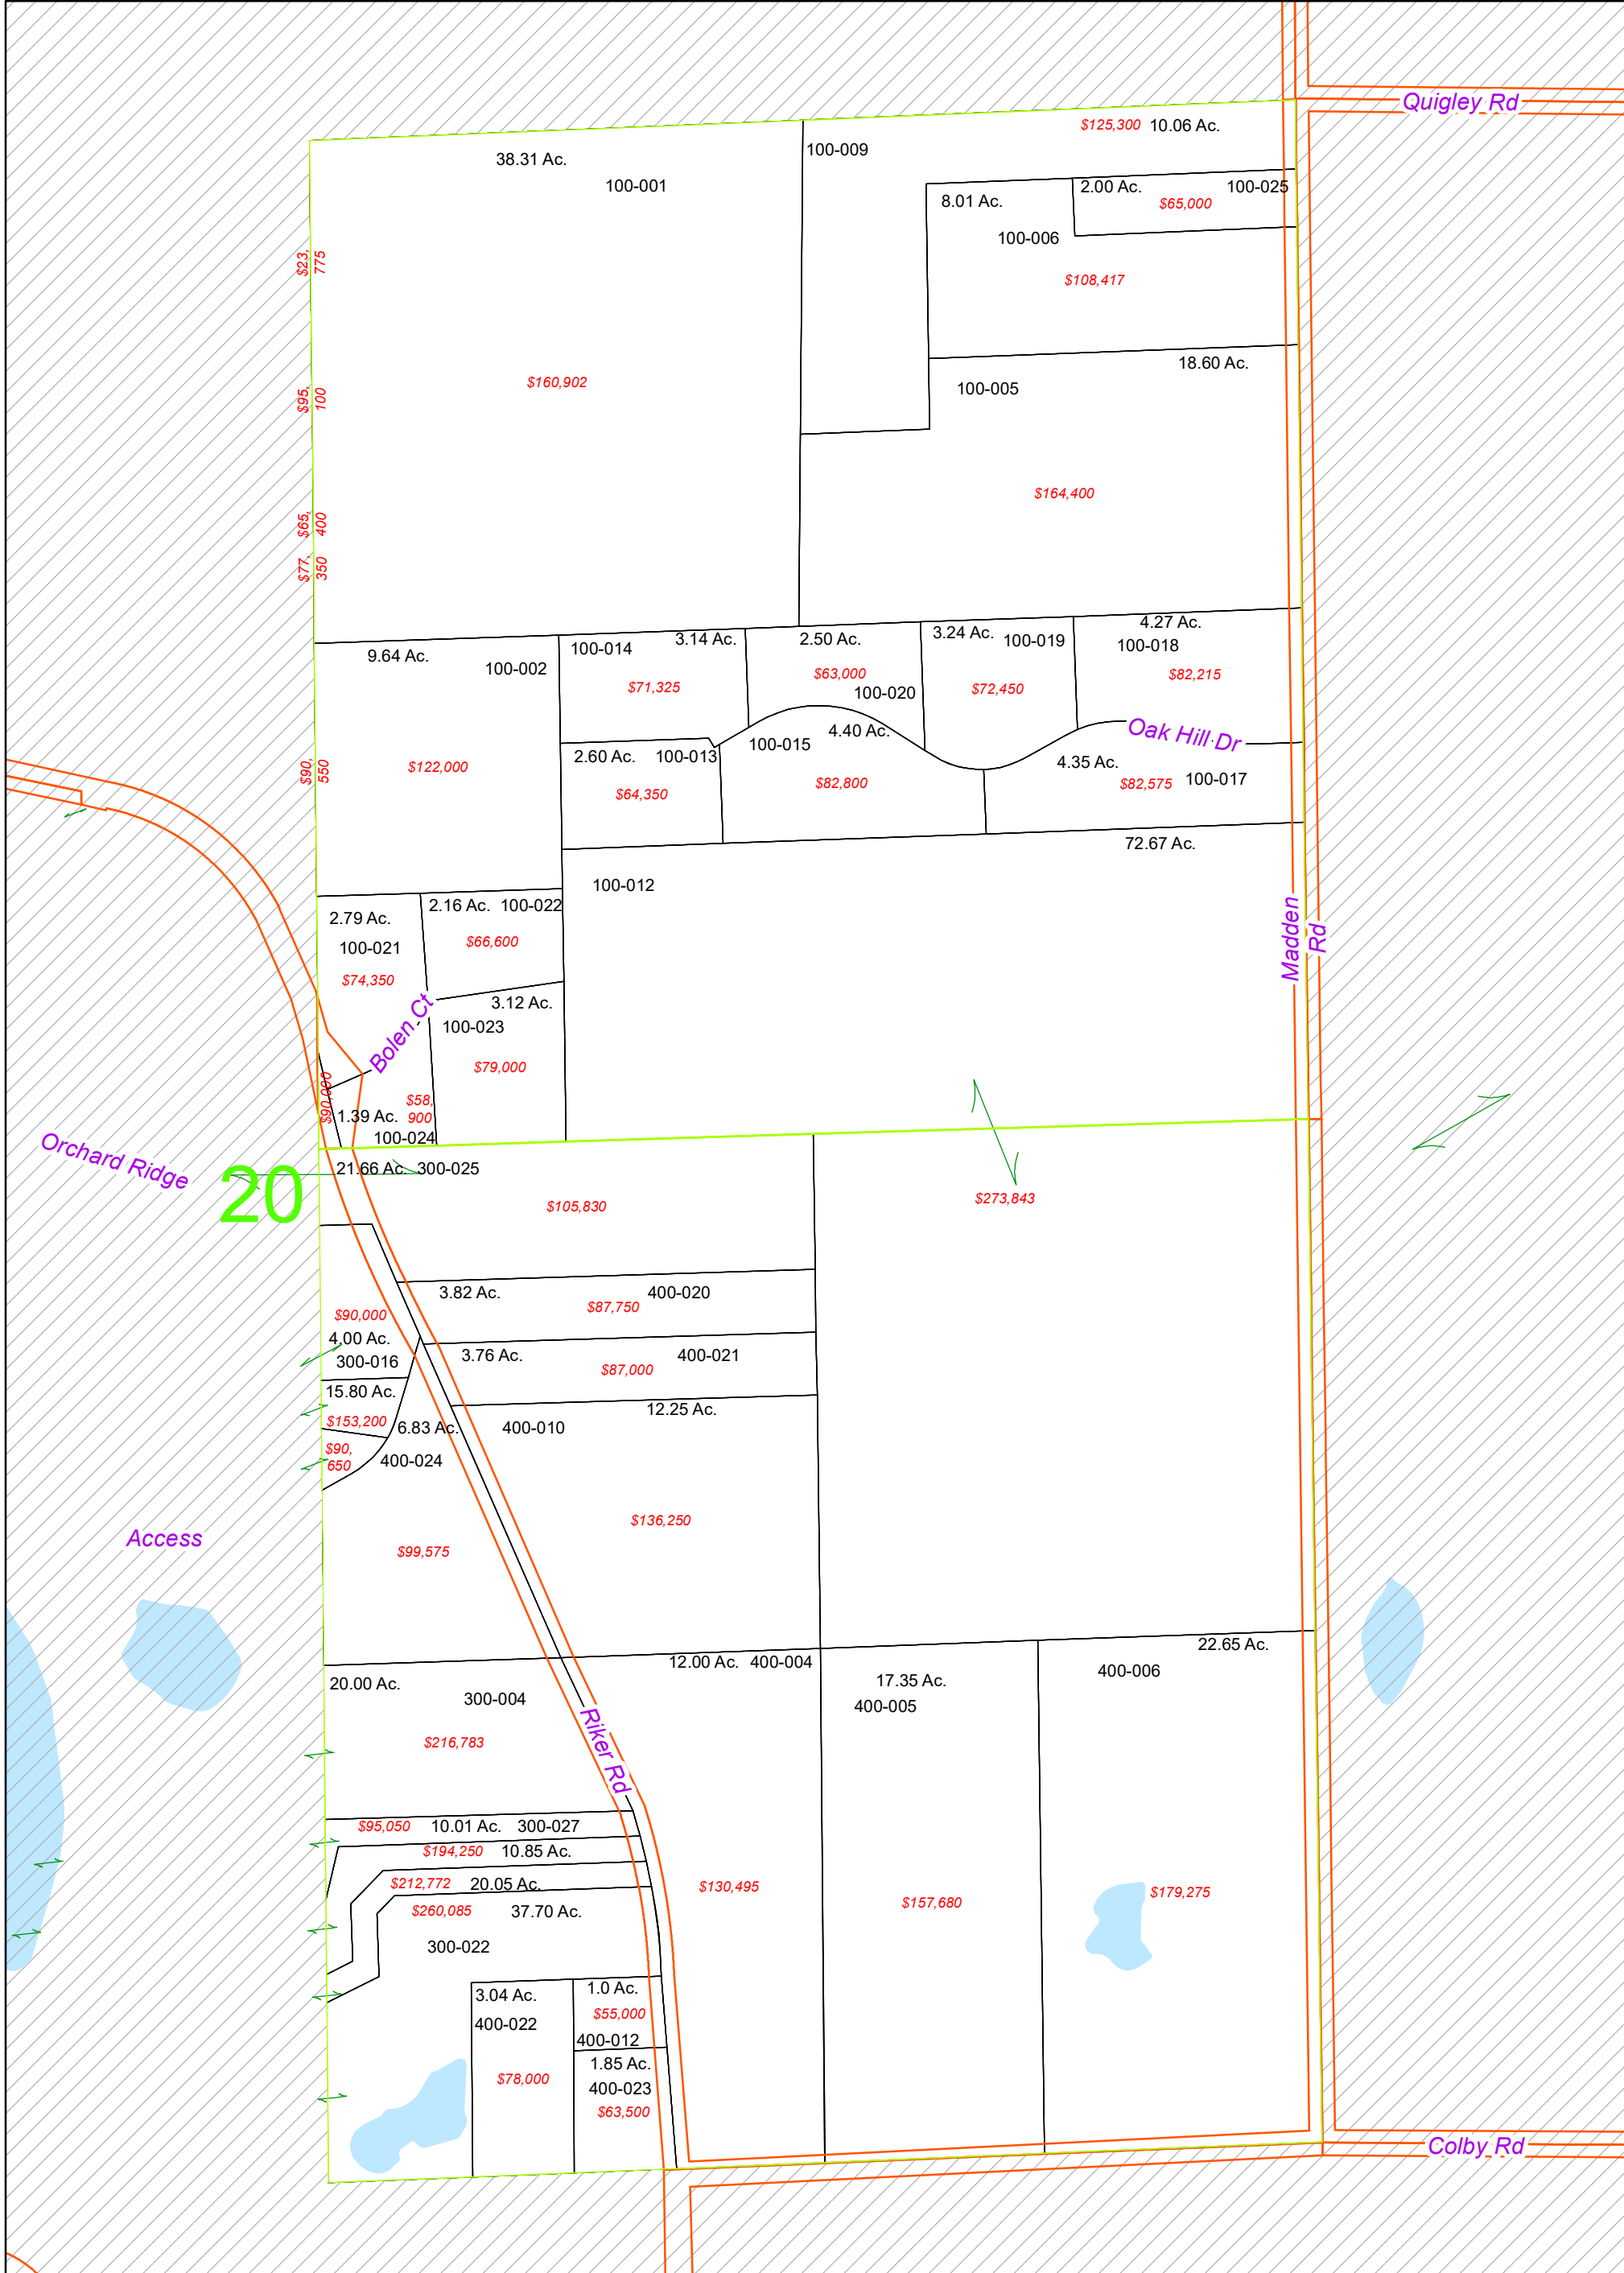 Quigley Rd
$125,300 10.06 Ac.
100-009
38.31 Ac.
100-001
2.00 Ac. 100-025
$65,000
8.01 Ac.
100-006
$23,
775
$108,417
18.60 Ac.
100-005
$160,902
$95,
100
$164,400
$65,
400
$77,
350
9.64 Ac.
100-002
100-014 3.14 Ac.
$71,325
2.50 Ac.
$63,000
100-020
3.24 Ac. 100-019
$72,450
4.27 Ac.
100-018
$82,215
Oak Hill Dr
$90,
550
$122,000
2.60 Ac. 100-013
$64,350
100-015 4.40 Ac.
$82,800
4.35 Ac.
$82,575 100-017
72.67 Ac.
100-012
Madden
Rd
2.79 Ac.
100-021
$74,350
2.16 Ac. 100-022
$66,600
Bolen Ct
3.12 Ac.
100-023
$79,000
$90,000
$58,
900
1.39 Ac.
100-024
Orchard Ridge
20
21.66 Ac. 300-025
$105,830
$273,843
3.82 Ac. 400-020
$87,750
$90,000
4.00 Ac.
300-016
3.76 Ac. 400-021
$87,000
15.80 Ac.
$153,200
$90,
650
6.83 Ac.
400-024
400-010 12.25 Ac.
$136,250
Access
$99,575
20.00 Ac.
300-004
$216,783
12.00 Ac. 400-004
17.35 Ac.
400-005
22.65 Ac.
400-006
Riker Rd
$95,050 10.01 Ac. 300-027
$194,250 10.85 Ac.
$212,772 20.05 Ac.
$260,085 37.70 Ac.
300-022
$130,495
$157,680
$179,275
3.04 Ac.
400-022
$78,000
1.0 Ac.
$55,000
400-012
1.85 Ac.
400-023
$63,500
Colby Rd